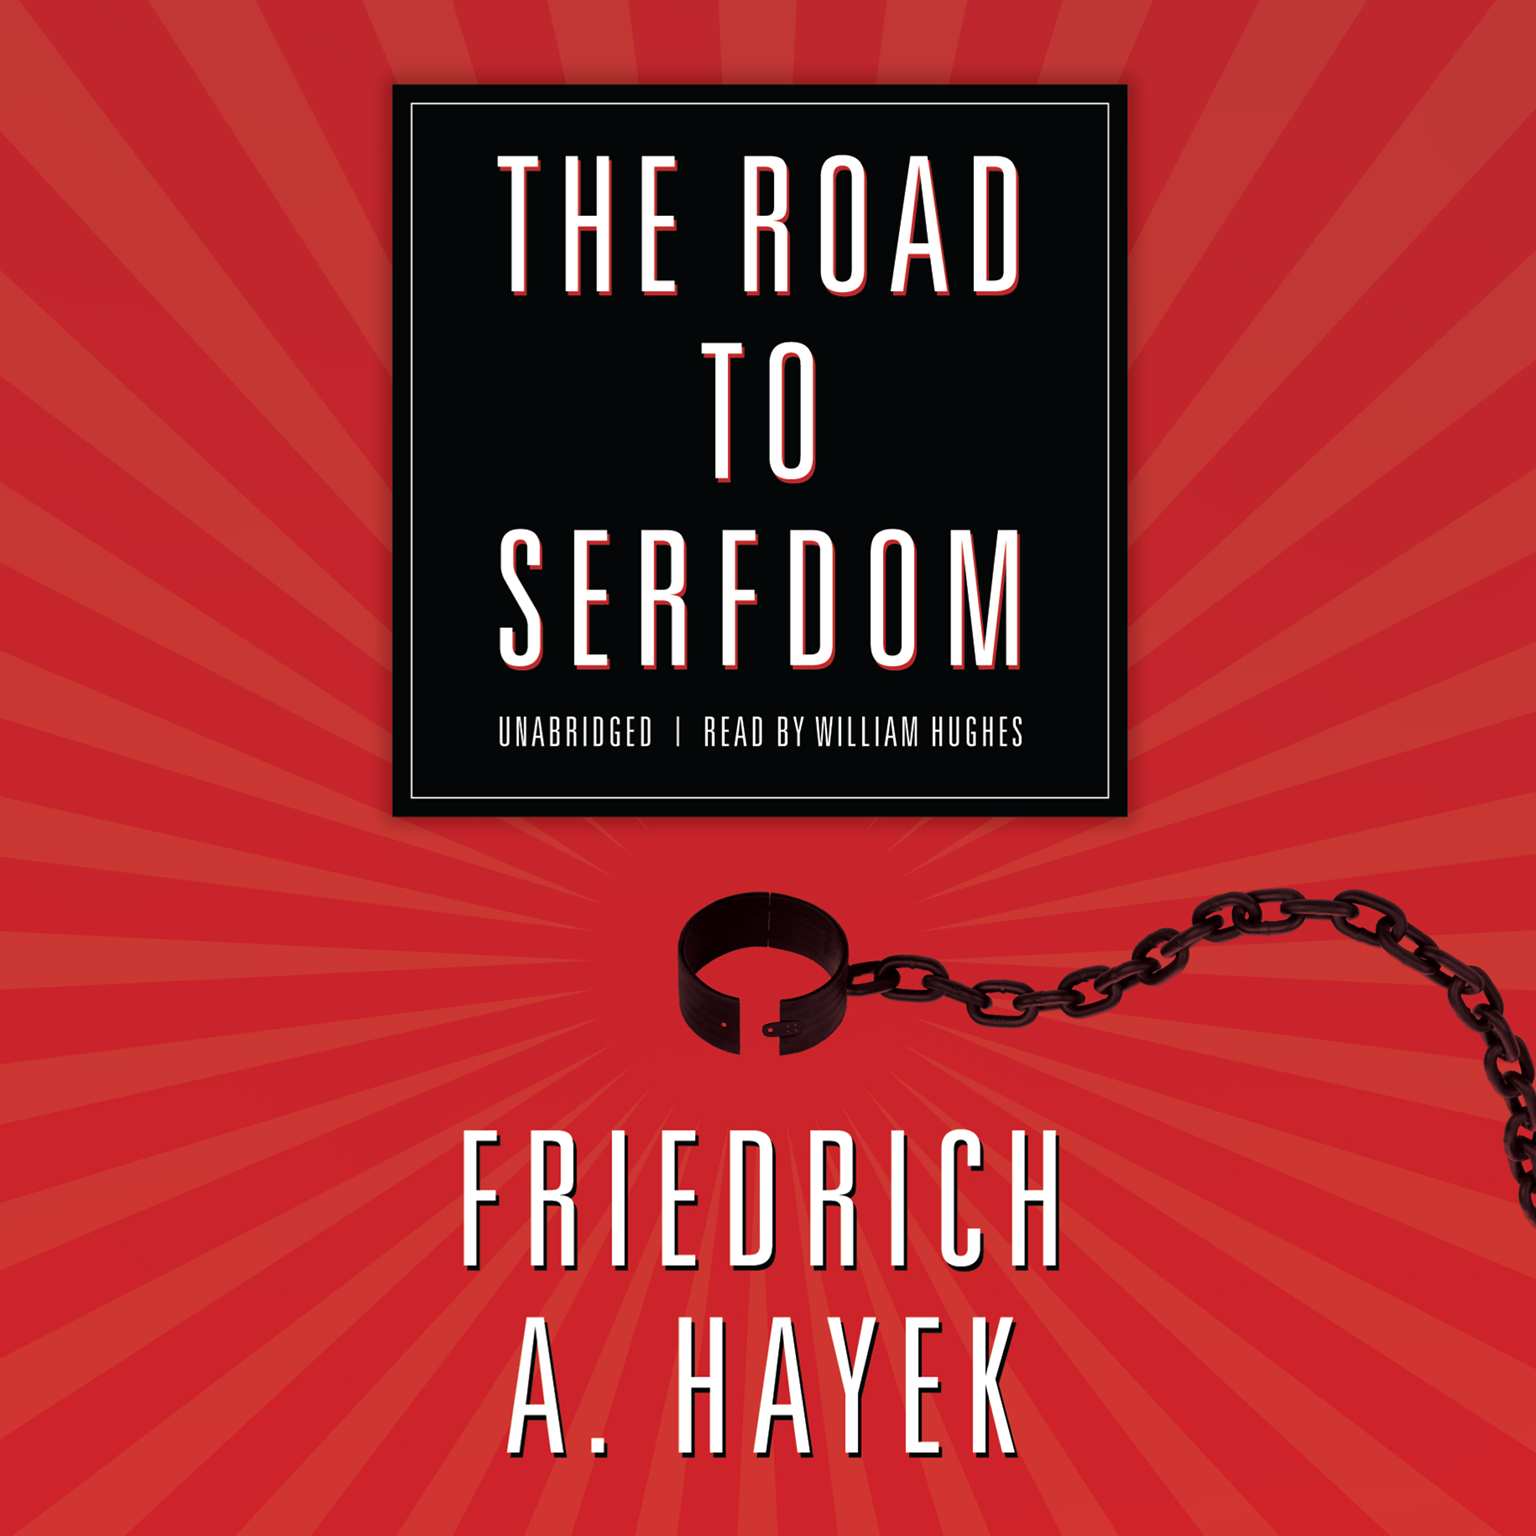 THE ROAD
TO
SERFDOM
UNABRIDGED | READ BY WILLIAM HUGHES
FRIEDRICH
A. HAYEK